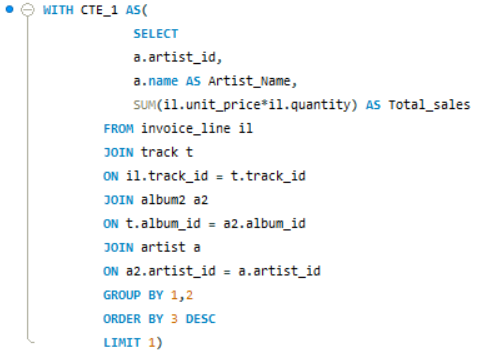 WITH CTE_1 AS(
SELECT
a.artist_id,
a.name AS Artist_Name,
SUM(il.unit_price*il.quantity) AS Total_sales
FROM invoice_line il
JOIN track t
ON il.track_id = t.track_id
JOIN album2 a2
ON t.album_id = a2.album_id
JOIN artist a
ON a2.artist_id = a.artist_id
GROUP BY 1,2
ORDER BY 3 DESC
LIMIT 1)